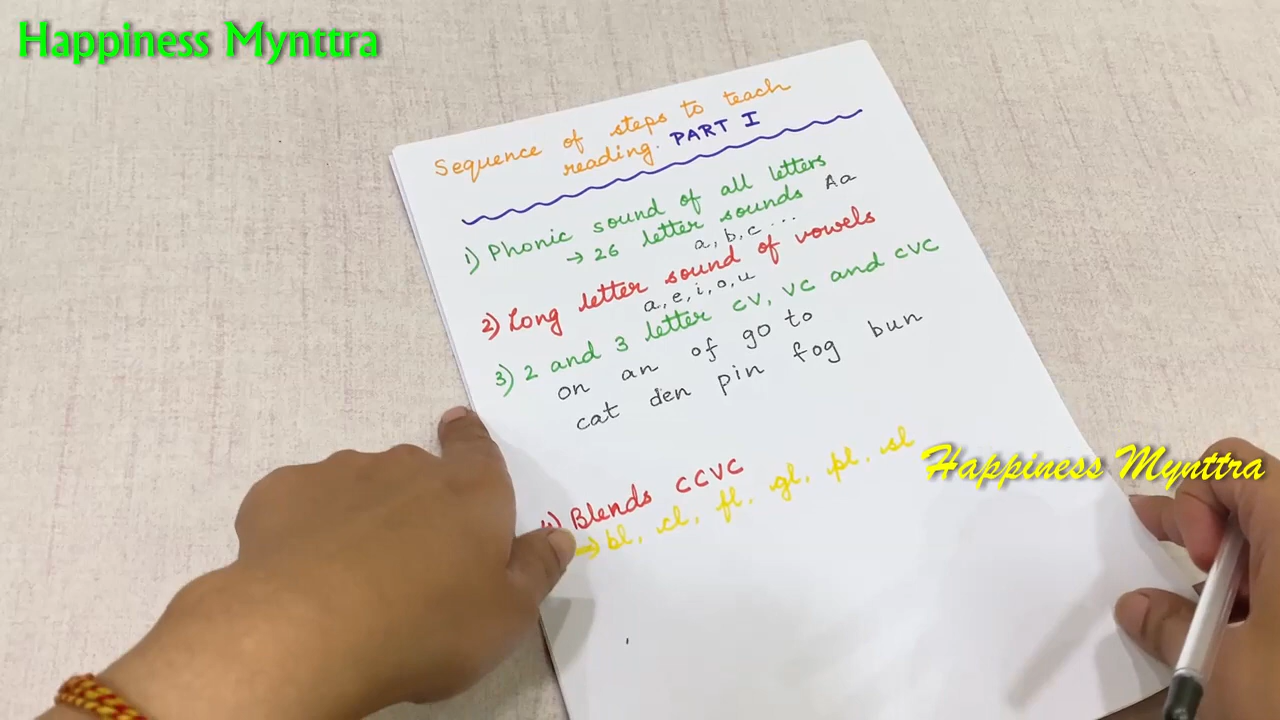 Happiness Mynttra
Sequence of steps to teach
reading. PART I
1) Phonic sound of all letters
→ 26 letter sounds Aa
a, b, c ...
2) Long letter sound of vowels
a, e, i, o, u
3) 2 and 3 letter CV, VC and CVC
on an of go to
cat den pin fog bun
4) Blends CCVC
→ bl, cl, fl, gl, pl, sl
Happiness Mynttra